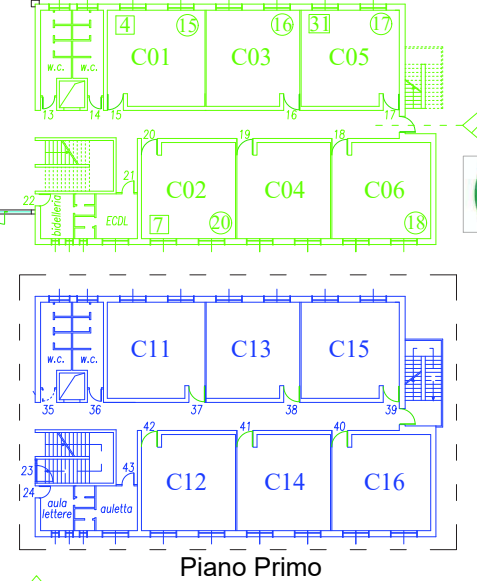 4 15 16 31 17
C01 C03 C05
w.c. w.c.
13 14 15 16 17
20 19 18
21
C02 C04 C06
22
bidelleria
ECDL
7 20 18
C11 C13 C15
w.c. w.c.
35 36 37 38 39
42 41 40
23 43
C12 C14 C16
24
aula
lettere
auletta
Piano Primo